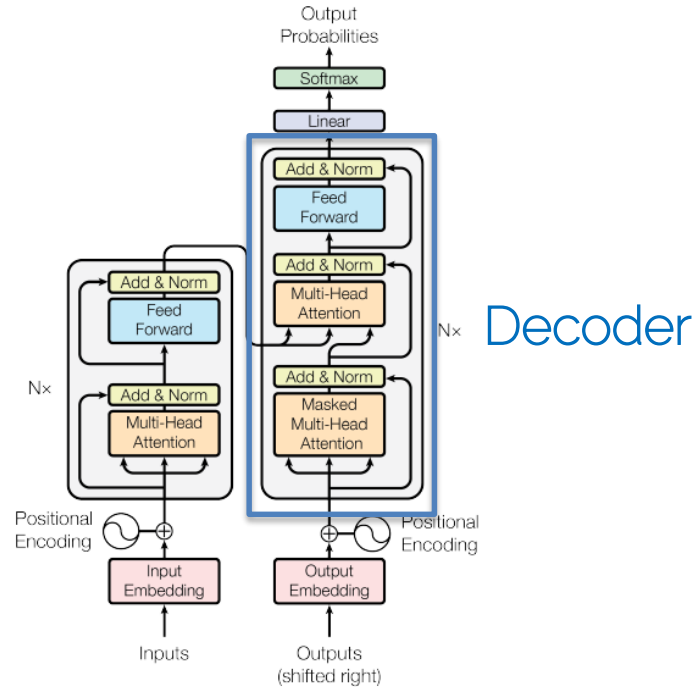 Output
Probabilities
Softmax
Linear
Add & Norm
Feed
Forward
Add & Norm
Multi-Head
Attention
Add & Norm
Masked
Multi-Head
Attention
N×
Decoder
Add & Norm
Feed
Forward
N×
Add & Norm
Multi-Head
Attention
Positional
Encoding
Positional
Encoding
Input
Embedding
Output
Embedding
Inputs
Outputs
(shifted right)